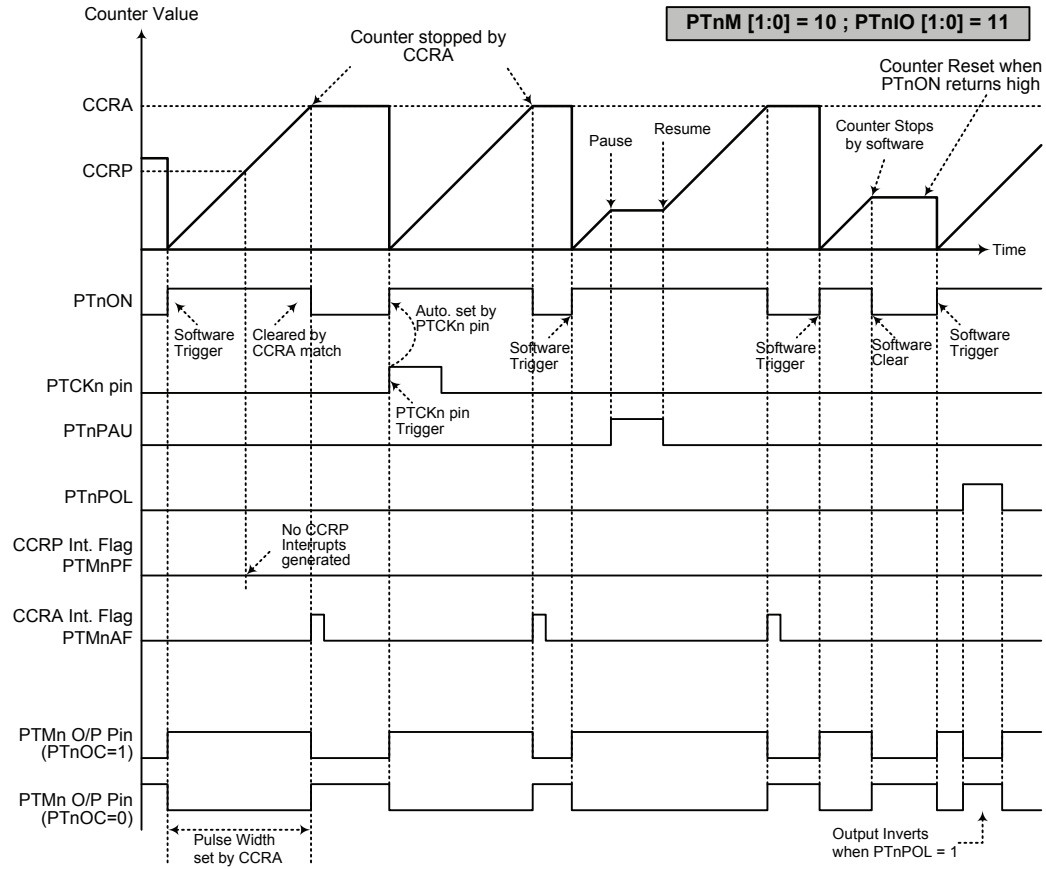 Counter Value
PTnM [1:0] = 10 ; PTnIO [1:0] = 11
Counter stopped by
CCRA
Counter Reset when
PTnON returns high
CCRA
CCRP
Pause
Resume
Counter Stops
by software
Time
PTnON
Software
Trigger
Cleared by
CCRA match
Auto. set by
PTCKn pin
Software
Trigger
Software
Trigger
Software
Clear
Software
Trigger
PTCKn pin
PTCKn pin
Trigger
PTnPAU
PTnPOL
CCRP Int. Flag
PTMnPF
No CCRP
Interrupts
generated
CCRA Int. Flag
PTMnAF
PTMn O/P Pin
(PTnOC=1)
PTMn O/P Pin
(PTnOC=0)
Pulse Width
set by CCRA
Output Inverts
when PTnPOL = 1